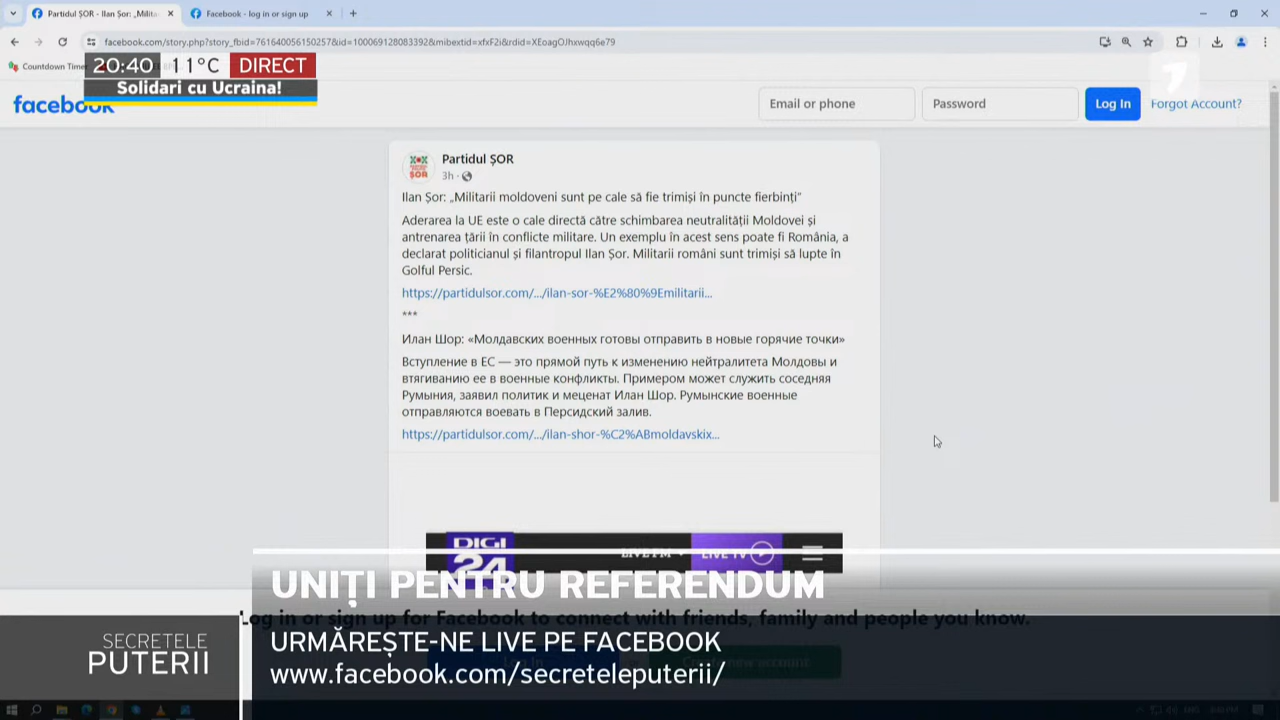 Partidul ȘOR - Ilan Șor: „Milita
Facebook - log in or sign up
facebook.com/story.php?story_fbid=761640056150257&id=100069128083392&mibextid=xfxF2i&rdid=XEoagOJhxwqq6e79
Countdown Timer
20:40 11°C DIRECT
Solidari cu Ucraina!
7
facebook
Email or phone
Password
Log In
Forgot Account?
Partidul ȘOR
3h ·
Ilan Șor: „Militarii moldoveni sunt pe cale să fie trimiși în puncte fierbinți”
Aderarea la UE este o cale directă către schimbarea neutralității Moldovei și
antrenarea țării în conflicte militare. Un exemplu în acest sens poate fi România, a
declarat politicianul și filantropul Ilan Șor. Militarii români sunt trimiși să lupte în
Golful Persic.
https://partidulsor.com/.../ilan-sor-%E2%80%9Emilitarii...
***
Илан Шор: «Молдавских военных готовы отправить в новые горячие точки»
Вступление в ЕС — это прямой путь к изменению нейтралитета Молдовы и
втягиванию ее в военные конфликты. Примером может служить соседняя
Румыния, заявил политик и меценат Илан Шор. Румынские военные
отправляются воевать в Персидский залив.
https://partidulsor.com/.../ilan-shor-%C2%ABmoldavskix...
DIGI
24
LIVE FM
LIVE TV
UNIȚI PENTRU REFERENDUM
Log in or sign up for Facebook to connect with friends, family and people you know.
SECRETELE
PUTERII
URMĂREȘTE-NE LIVE PE FACEBOOK
Log In
Create new account
www.facebook.com/secreteleputerii/